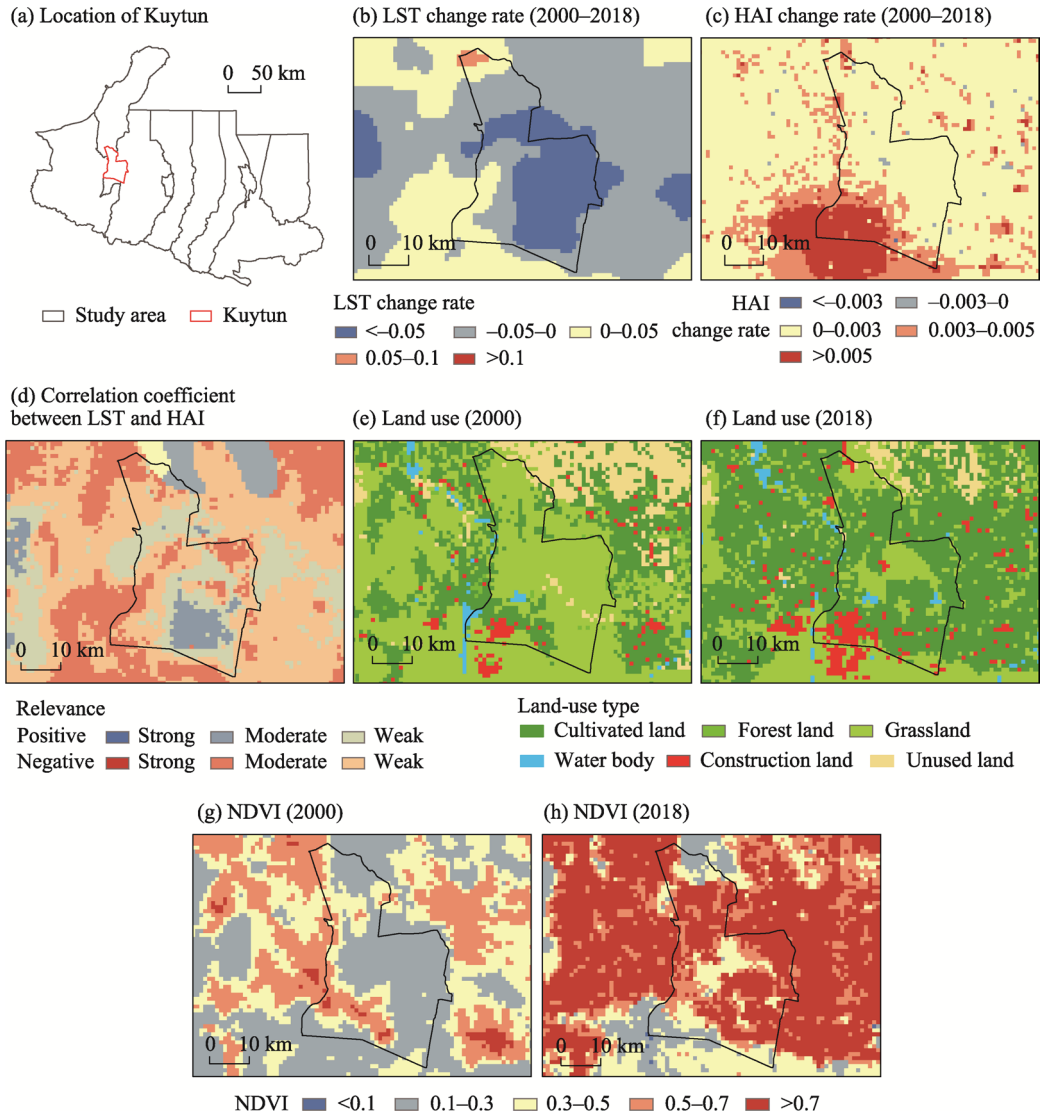 (a) Location of Kuytun
0 50 km
Study area
Kuytun
(b) LST change rate (2000–2018)
0 10 km
LST change rate
<–0.05
–0.05–0
0–0.05
0.05–0.1
>0.1
(c) HAI change rate (2000–2018)
0 10 km
HAI
change rate
<–0.003
–0.003–0
0–0.003
0.003–0.005
>0.005
(d) Correlation coefficient
between LST and HAI
0 10 km
Relevance
Positive Strong Moderate Weak
Negative Strong Moderate Weak
(e) Land use (2000)
0 10 km
(f) Land use (2018)
0 10 km
Land-use type
Cultivated land Forest land Grassland
Water body Construction land Unused land
(g) NDVI (2000)
0 10 km
(h) NDVI (2018)
0 10 km
NDVI <0.1 0.1–0.3 0.3–0.5 0.5–0.7 >0.7